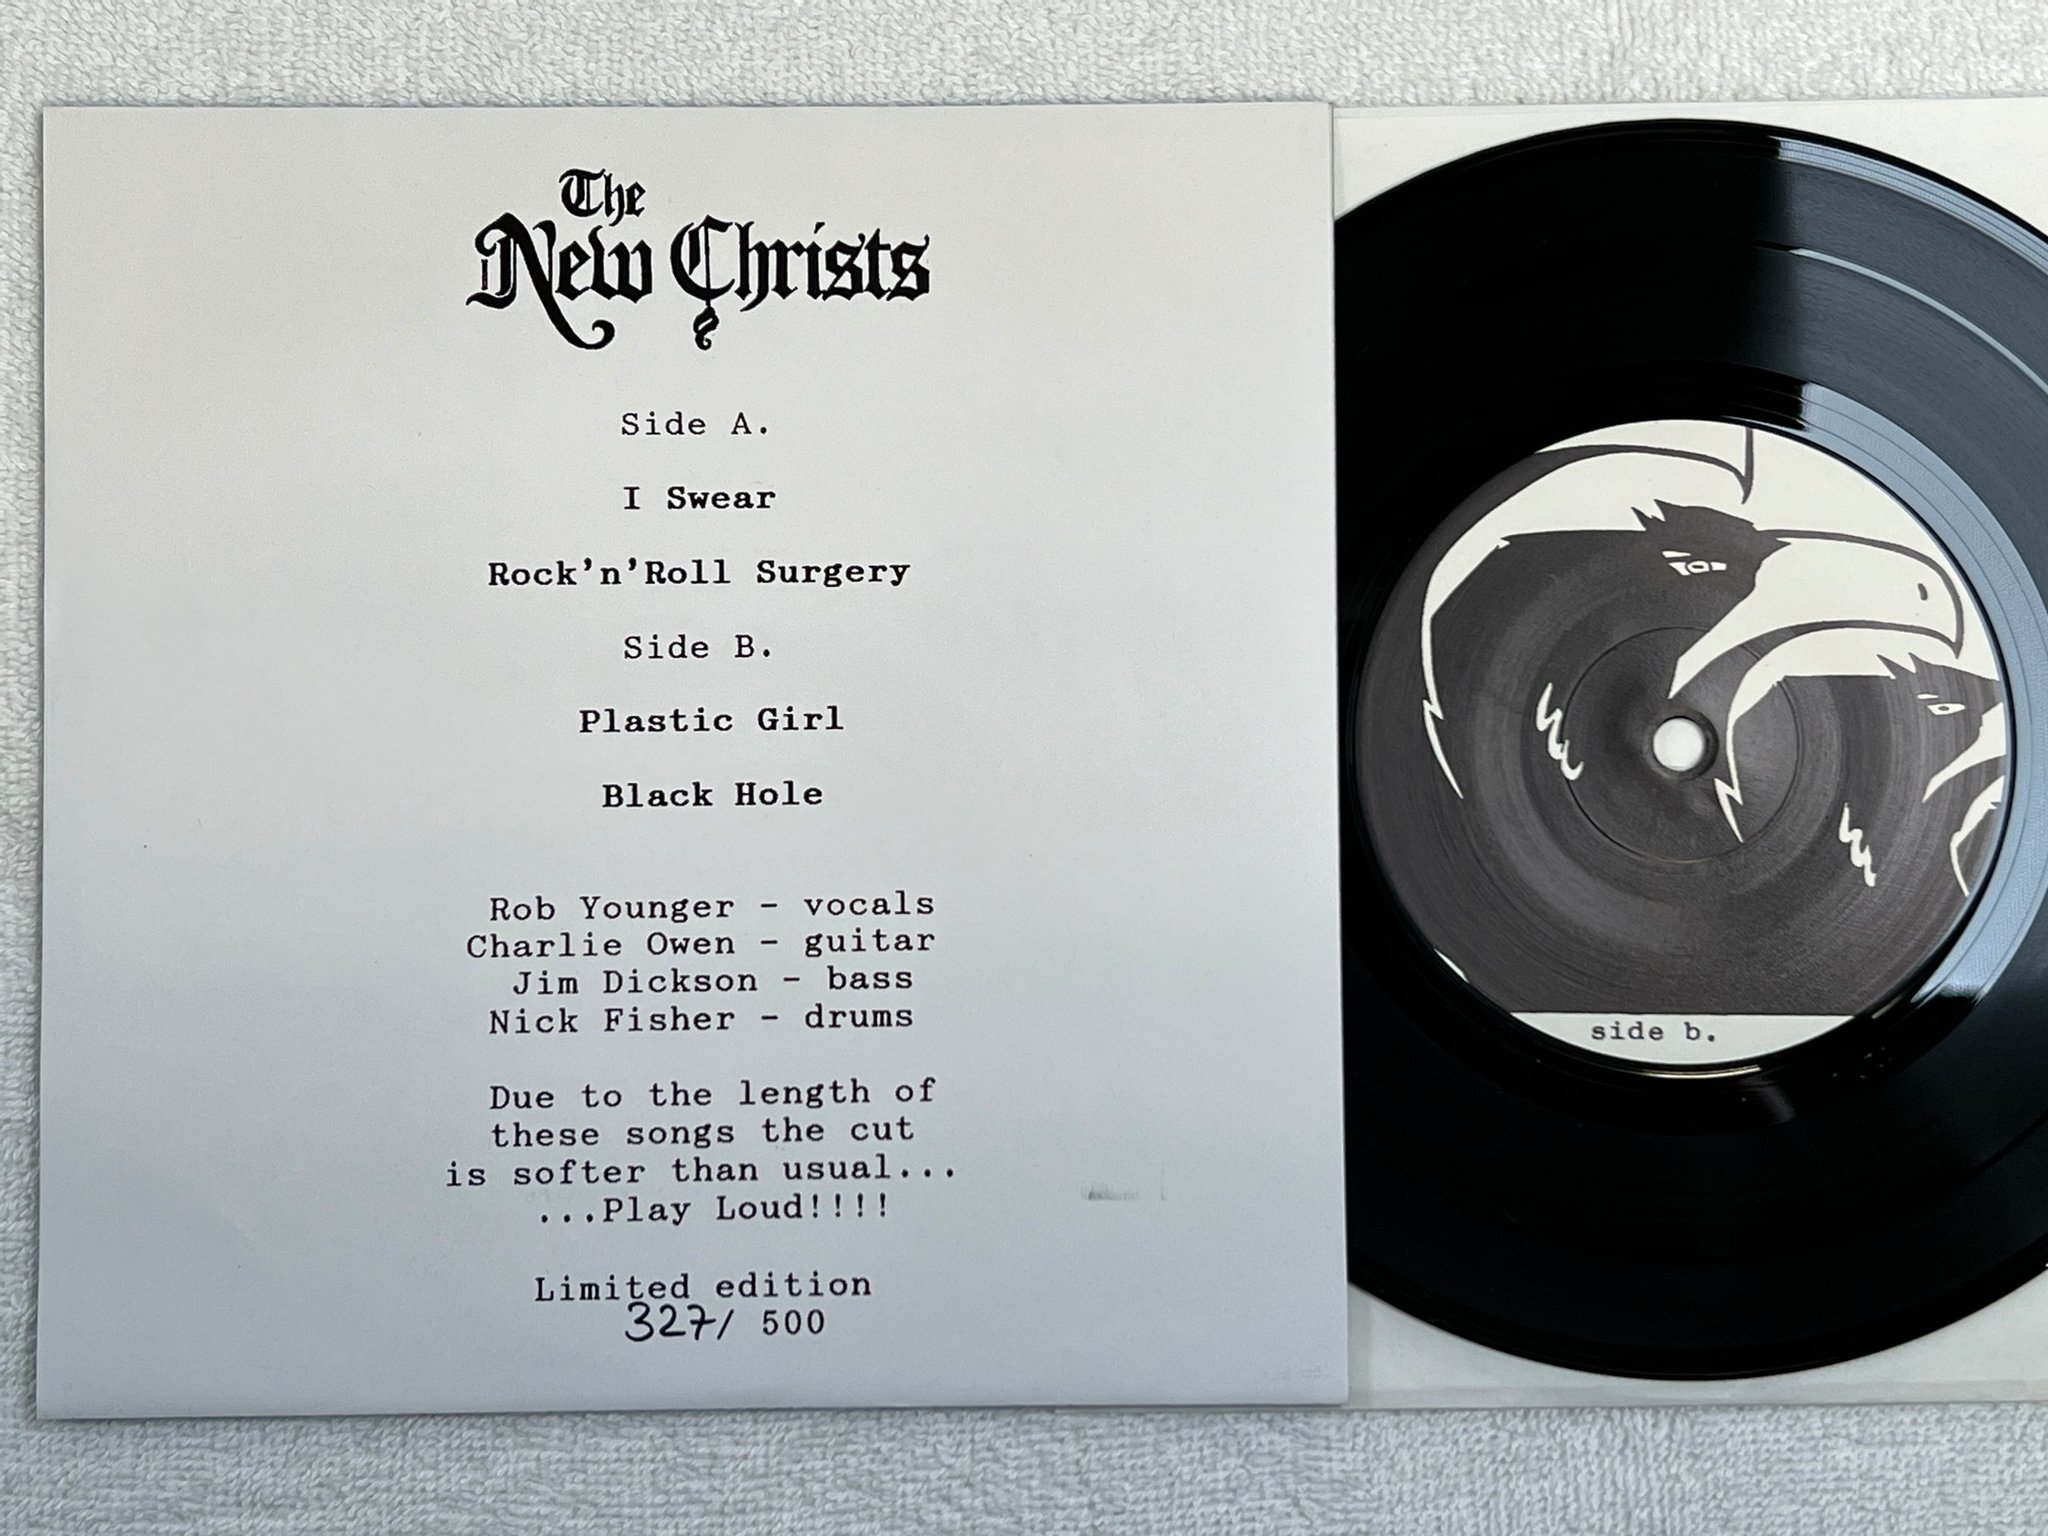 The
New Christs
Side A.
I Swear
Rock'n'Roll Surgery
Side B.
Plastic Girl
Black Hole
Rob Younger - vocals
Charlie Owen - guitar
Jim Dickson - bass
Nick Fisher - drums
Due to the length of
these songs the cut
is softer than usual...
...Play Loud!!!!
Limited edition
327/ 500
side b.